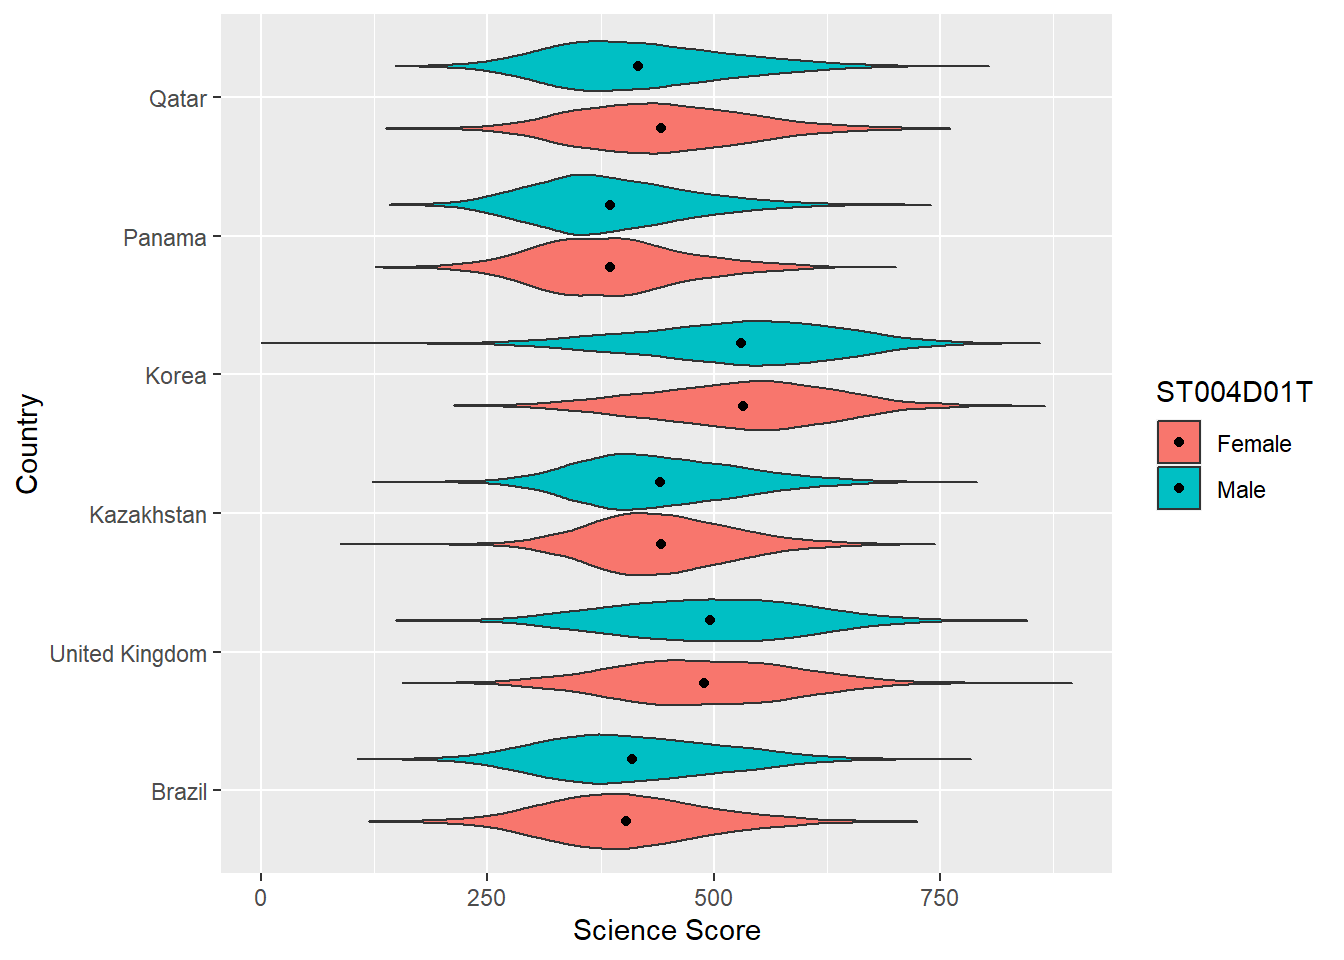 Qatar
Panama
Korea
Kazakhstan
United Kingdom
Brazil
Country
0 250 500 750
Science Score
ST004D01T
Female
Male